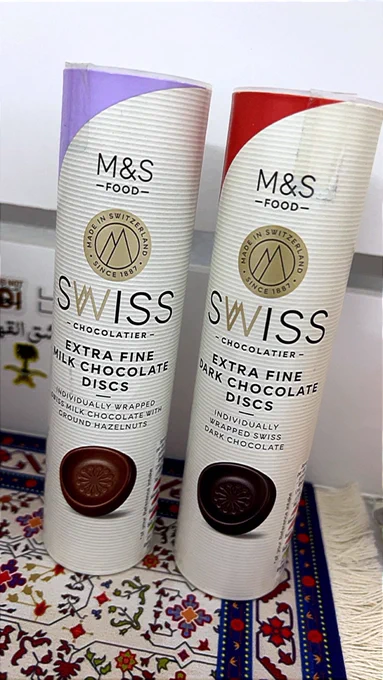 M&S
—FOOD—
MADE IN SWITZERLAND
• SINCE 1887 •
SWISS
- CHOCOLATIER -
EXTRA FINE
MILK CHOCOLATE
DISCS
INDIVIDUALLY WRAPPED
SWISS MILK CHOCOLATE WITH
GROUND HAZELNUTS
M&S
—FOOD—
MADE IN SWITZERLAND
• SINCE 1887 •
SWISS
- CHOCOLATIER -
EXTRA FINE
DARK CHOCOLATE
DISCS
INDIVIDUALLY
WRAPPED SWISS
DARK CHOCOLATE